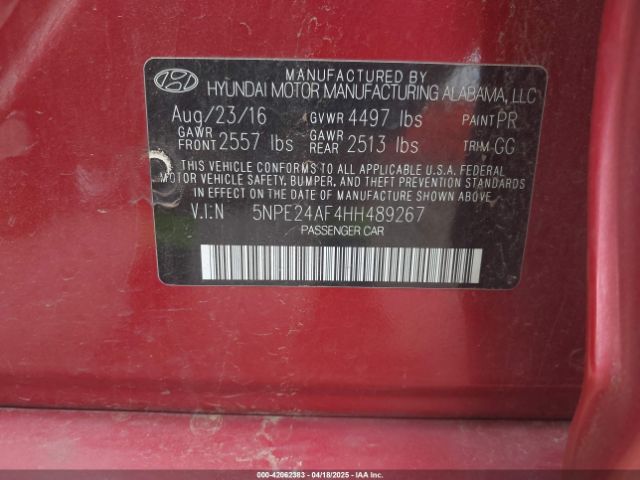 MANUFACTURED BY
HYUNDAI MOTOR MANUFACTURING ALABAMA, LLC
Aug/23/16 GVWR 4497 lbs PAINT PR
GAWR FRONT 2557 lbs GAWR REAR 2513 lbs TRIM GG
THIS VEHICLE CONFORMS TO ALL APPLICABLE U.S.A. FEDERAL
MOTOR VEHICLE SAFETY, BUMPER, AND THEFT PREVENTION STANDARDS
IN EFFECT ON THE DATE OF MANUFACTURE SHOWN ABOVE.
V.I.N 5NPE24AF4HH489267
PASSENGER CAR
000-42062383 - 04/18/2025 - IAAI.COM